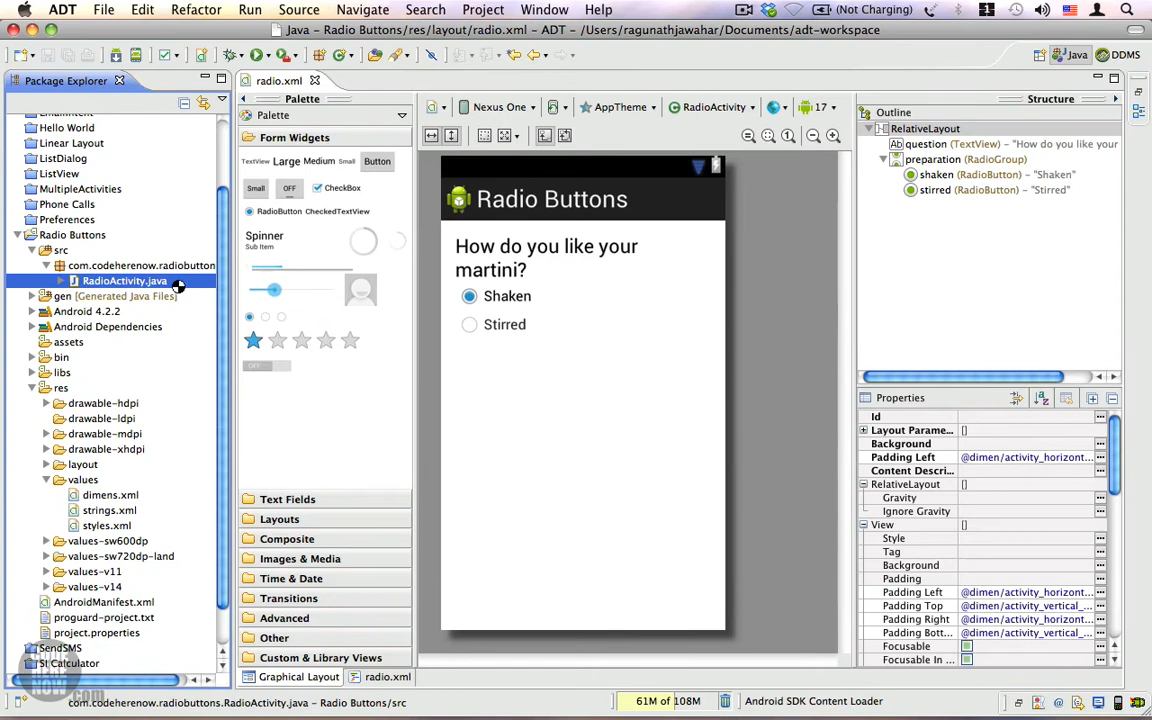 ADT File Edit Refactor Run Source Navigate Search Project Window Help (Not Charging) 1
Java – Radio Buttons/res/layout/radio.xml – ADT – /Users/ragunathjawahar/Documents/adt-workspace
Java DDMS
Package Explorer
Hello World
Linear Layout
ListDialog
ListView
MultipleActivities
Phone Calls
Preferences
Radio Buttons
src
com.codeherenow.radiobutton
RadioActivity.java
gen [Generated Java Files]
Android 4.2.2
Android Dependencies
assets
bin
libs
res
drawable-hdpi
drawable-ldpi
drawable-mdpi
drawable-xhdpi
layout
values
dimens.xml
strings.xml
styles.xml
values-sw600dp
values-sw720dp-land
values-v11
values-v14
AndroidManifest.xml
proguard-project.txt
project.properties
SendSMS
SI Calculator
CODE
HERE
NOW.com
radio.xml
Palette
Palette
Form Widgets
TextView Large Medium Small Button
Small OFF CheckBox
RadioButton CheckedTextView
Spinner
Sub Item
OFF
Text Fields
Layouts
Composite
Images & Media
Time & Date
Transitions
Advanced
Other
Custom & Library Views
Graphical Layout radio.xml
Nexus One AppTheme RadioActivity 17
Radio Buttons
How do you like your
martini?
Shaken
Stirred
Structure
Outline
RelativeLayout
question (TextView) – "How do you like your
preparation (RadioGroup)
shaken (RadioButton) – "Shaken"
stirred (RadioButton) – "Stirred"
Properties
Id
Layout Parame... []
Background
Padding Left @dimen/activity_horizont...
Content Descri...
RelativeLayout []
Gravity
Ignore Gravity
View []
Style
Tag
Background
Padding
Padding Left @dimen/activity_horizont...
Padding Top @dimen/activity_vertical_...
Padding Right @dimen/activity_horizont...
Padding Bott... @dimen/activity_vertical_...
Focusable
Focusable In ...
com.codeherenow.radiobuttons.RadioActivity.java – Radio Buttons/src
61M of 108M
Android SDK Content Loader